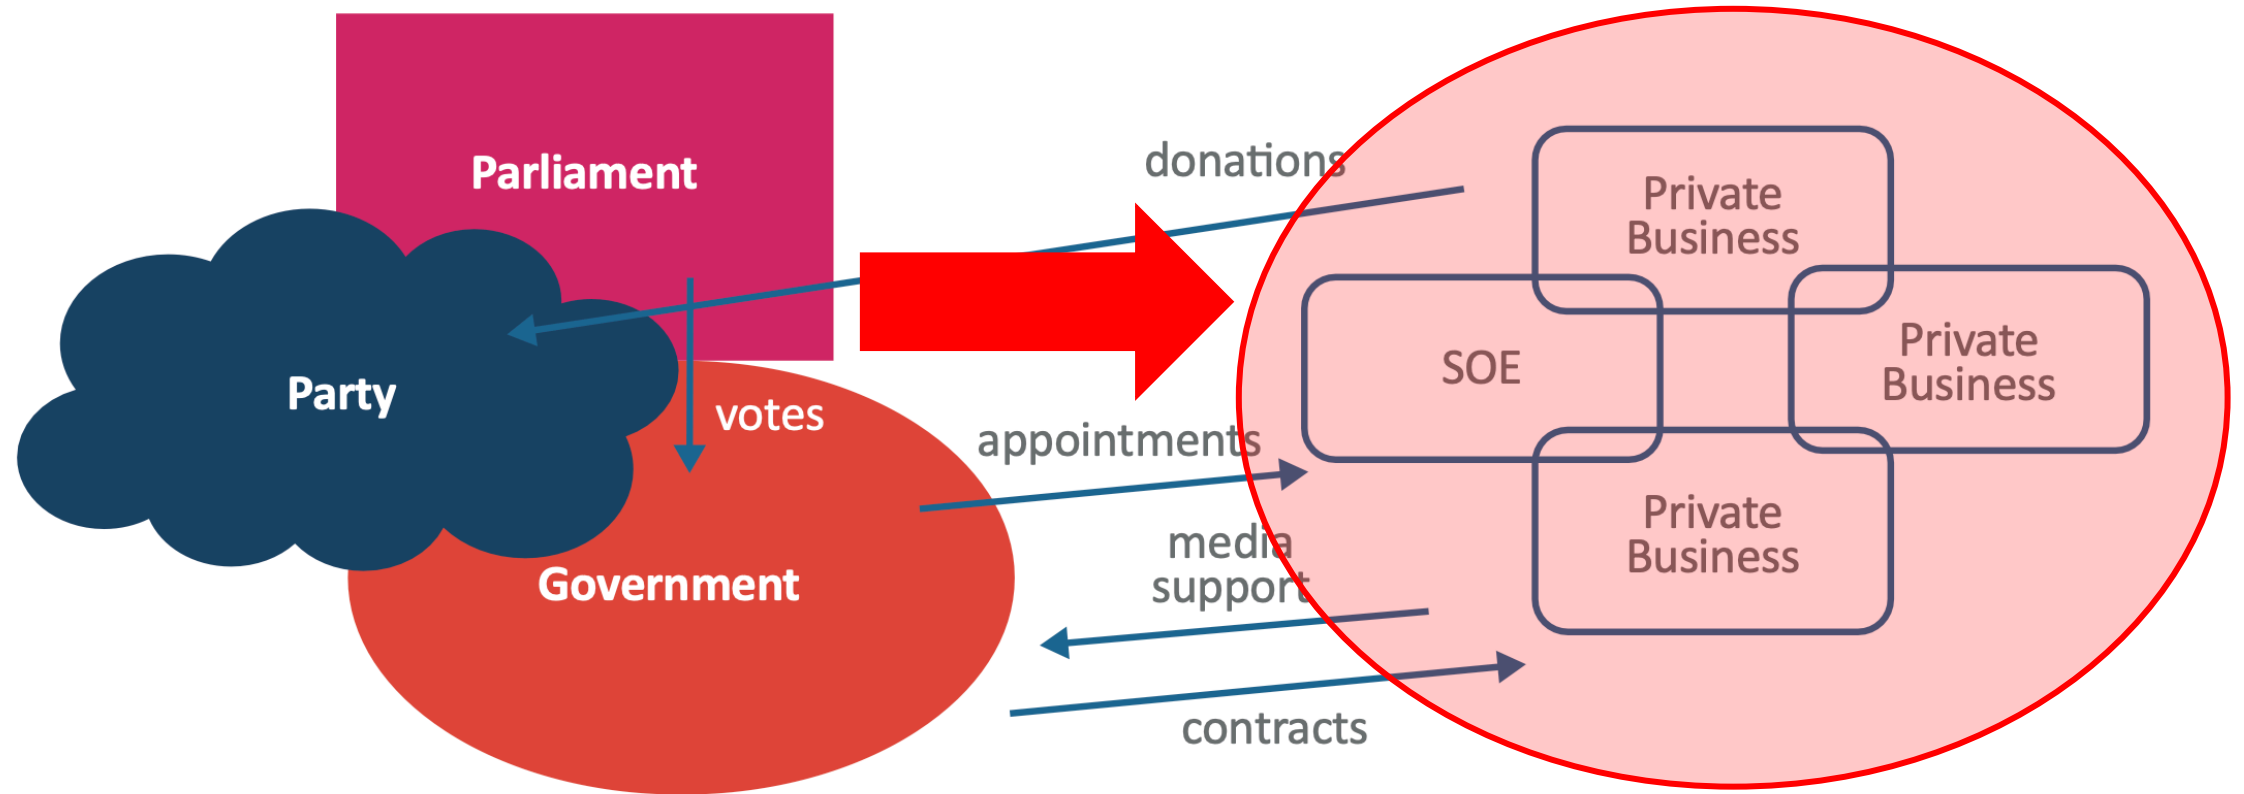 Parliament
donations
Private
Business
Private
Business
SOE
Party
votes
appointments
Private
Business
media
support
Government
contracts